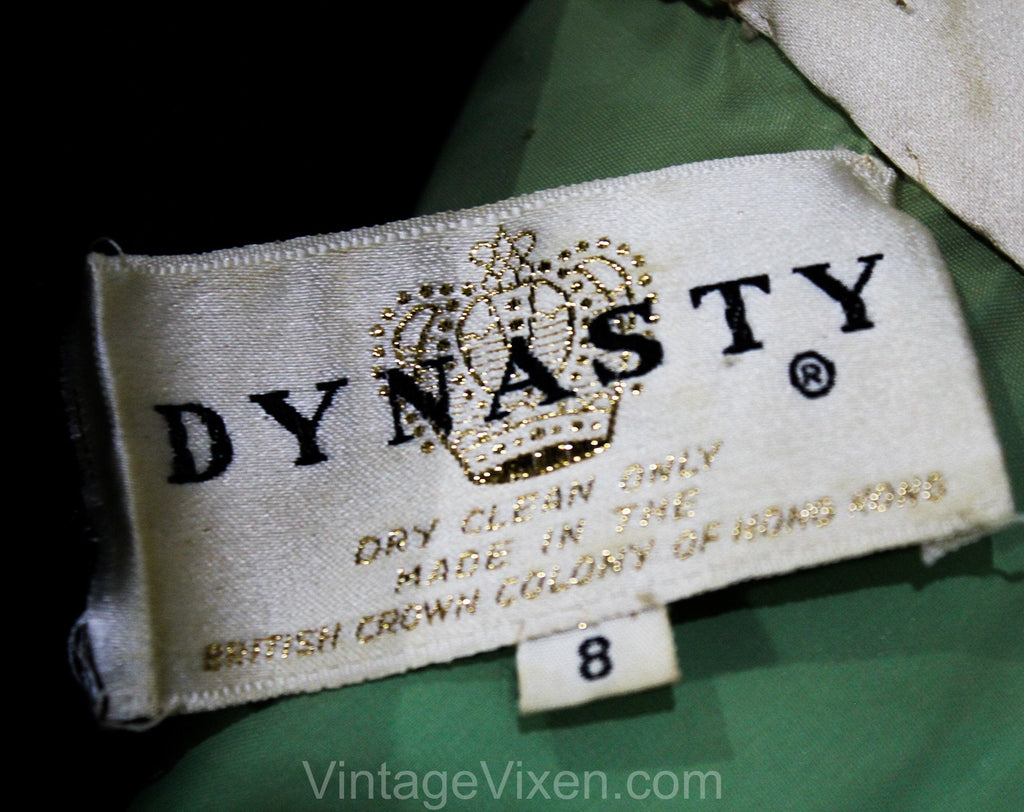 DYNASTY
®
DRY CLEAN ONLY
MADE IN THE
BRITISH CROWN COLONY OF HONG KONG
8
VintageVixen.com